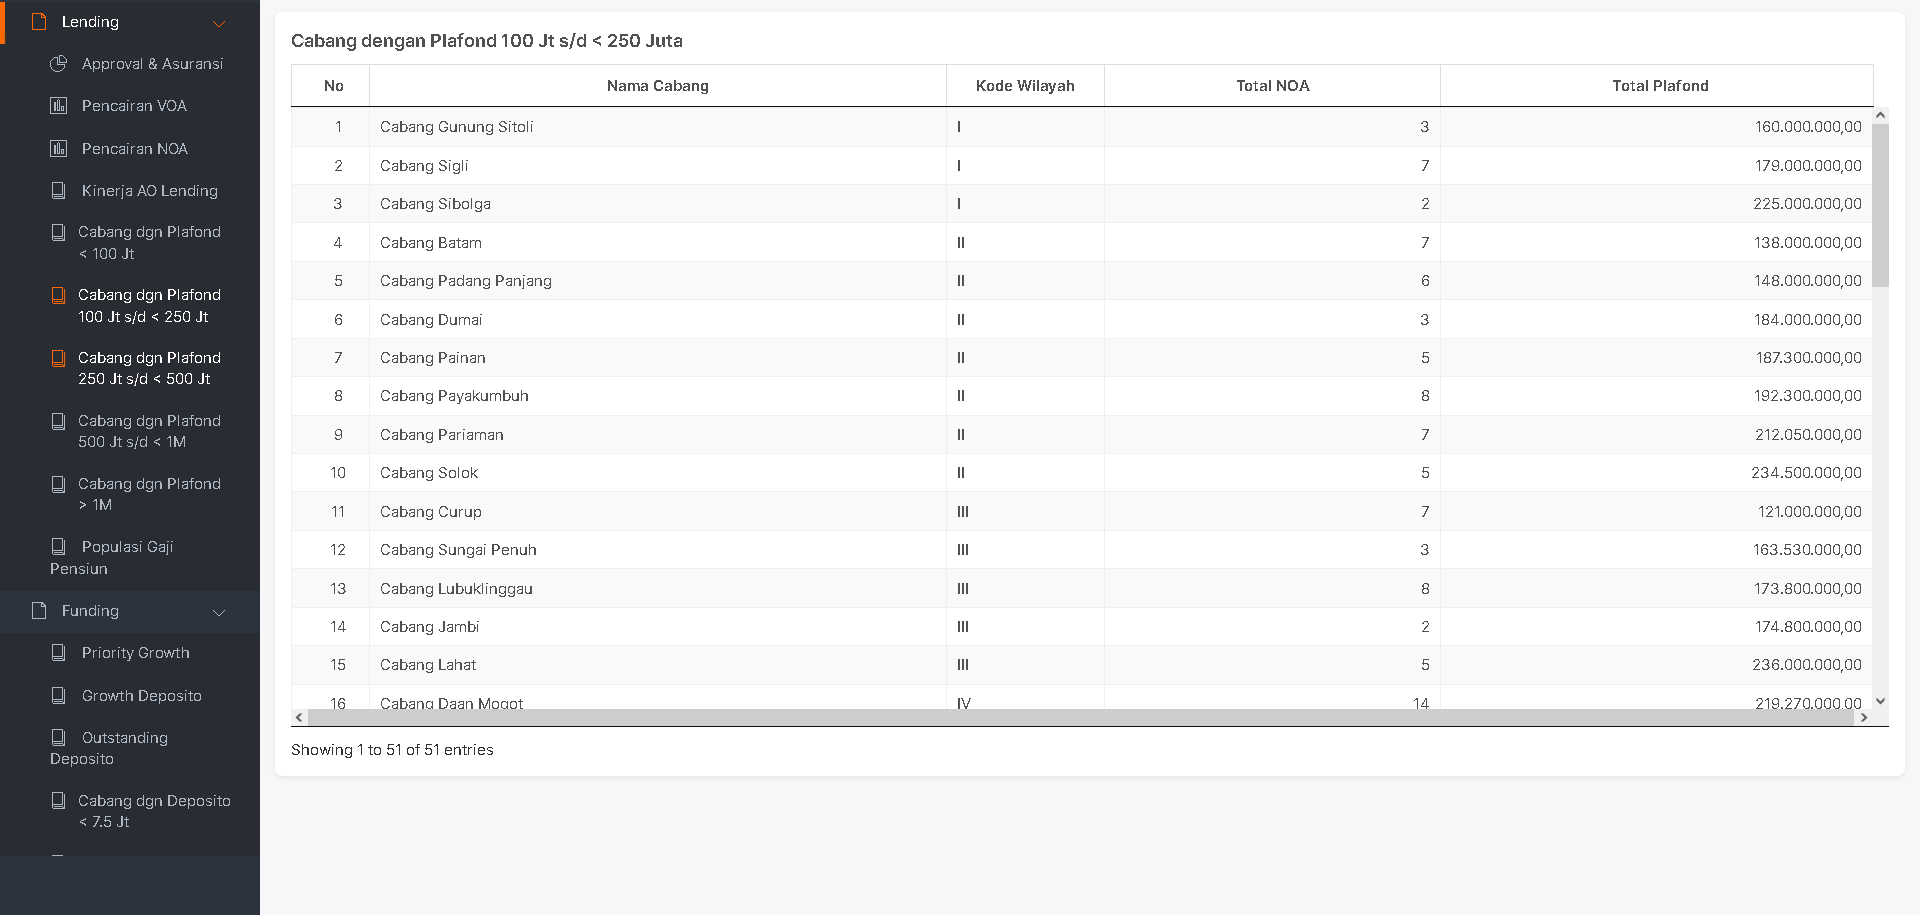 Lending
Approval & Asuransi
Pencairan VOA
Pencairan NOA
Kinerja AO Lending
Cabang dgn Plafond
< 100 Jt
Cabang dgn Plafond
100 Jt s/d < 250 Jt
Cabang dgn Plafond
250 Jt s/d < 500 Jt
Cabang dgn Plafond
500 Jt s/d < 1M
Cabang dgn Plafond
> 1M
Populasi Gaji
Pensiun
Funding
Priority Growth
Growth Deposito
Outstanding
Deposito
Cabang dgn Deposito
< 7.5 Jt
Cabang dengan Plafond 100 Jt s/d < 250 Juta
No Nama Cabang Kode Wilayah Total NOA Total Plafond
1 Cabang Gunung Sitoli I 3 160.000.000,00
2 Cabang Sigli I 7 179.000.000,00
3 Cabang Sibolga I 2 225.000.000,00
4 Cabang Batam II 7 138.000.000,00
5 Cabang Padang Panjang II 6 148.000.000,00
6 Cabang Dumai II 3 184.000.000,00
7 Cabang Painan II 5 187.300.000,00
8 Cabang Payakumbuh II 8 192.300.000,00
9 Cabang Pariaman II 7 212.050.000,00
10 Cabang Solok II 5 234.500.000,00
11 Cabang Curup III 7 121.000.000,00
12 Cabang Sungai Penuh III 3 163.530.000,00
13 Cabang Lubuklinggau III 8 173.800.000,00
14 Cabang Jambi III 2 174.800.000,00
15 Cabang Lahat III 5 236.000.000,00
16 Cabang Daan Mogot IV 14 219.270.000,00
Showing 1 to 51 of 51 entries